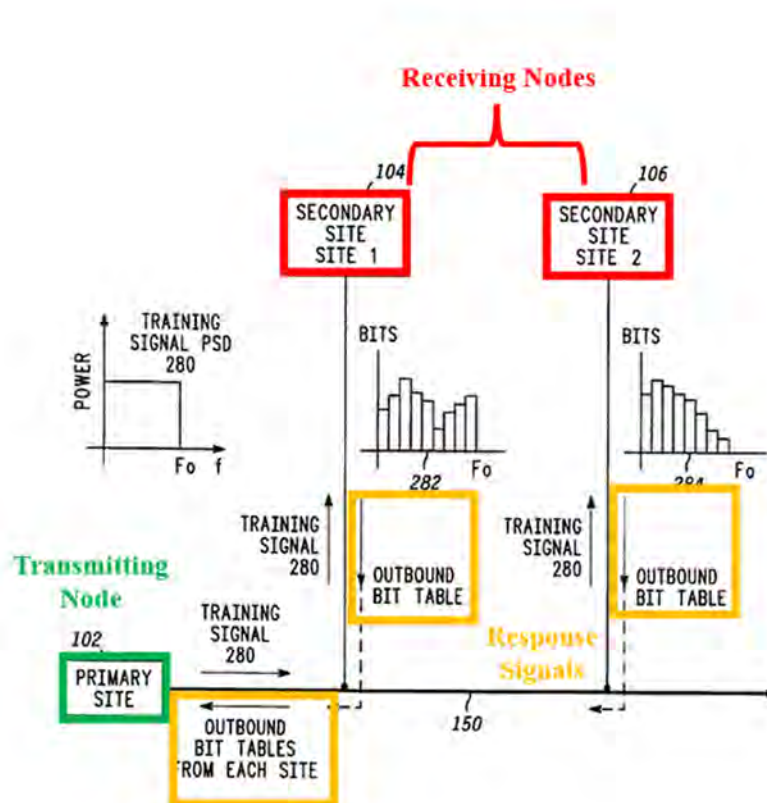 Receiving Nodes
104
SECONDARY
SITE
SITE 1
106
SECONDARY
SITE
SITE 2
TRAINING
SIGNAL PSD
280
POWER
Fo f
BITS
Fo
282
BITS
Fo
284
TRAINING
SIGNAL
280
OUTBOUND
BIT TABLE
TRAINING
SIGNAL
280
OUTBOUND
BIT TABLE
Transmitting
Node
102
PRIMARY
SITE
TRAINING
SIGNAL
280
Response
Signals
150
OUTBOUND
BIT TABLES
FROM EACH SITE